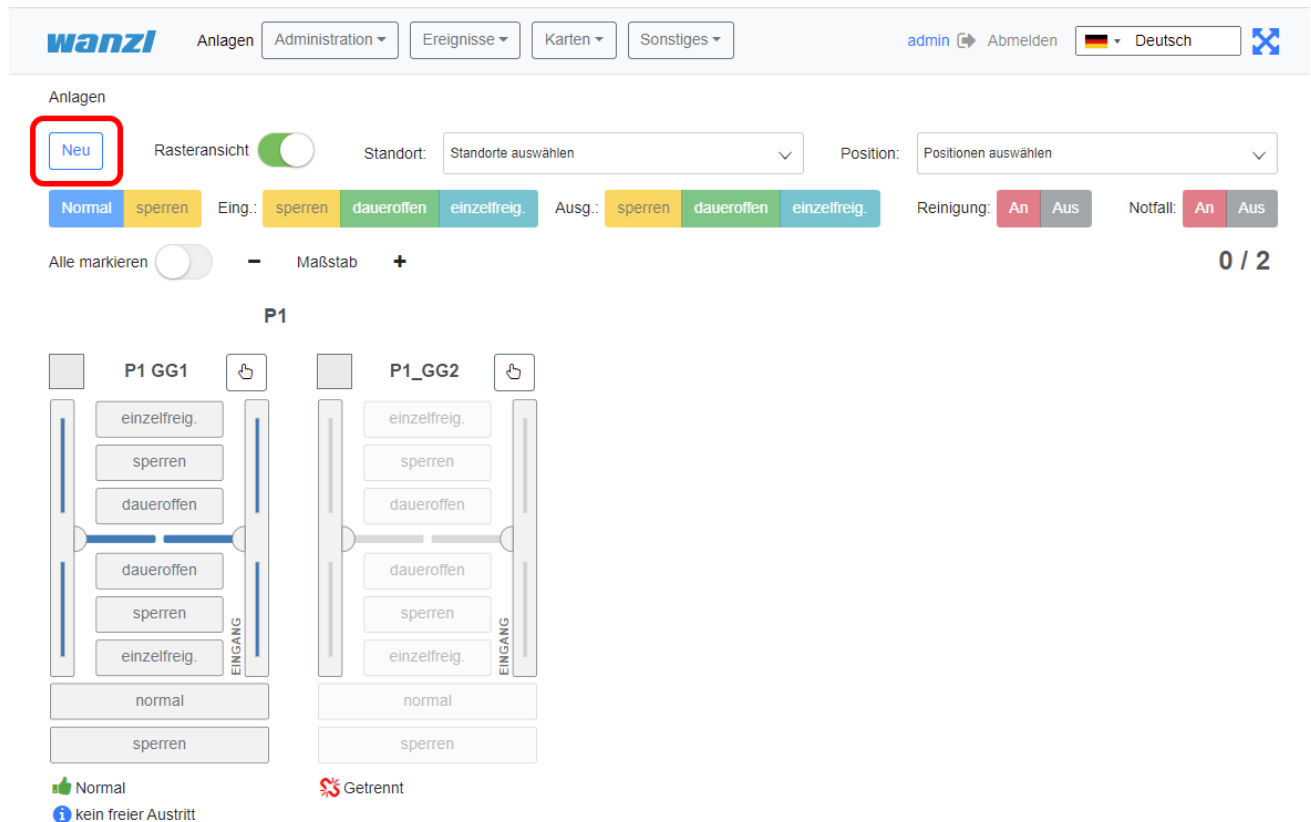 wanzl Anlagen Administration Ereignisse Karten Sonstiges admin Abmelden Deutsch
Anlagen
Neu Rasteransicht Standort: Standorte auswählen Position: Positionen auswählen
Normal sperren Eing.: sperren daueroffen einzelfreig. Ausg.: sperren daueroffen einzelfreig. Reinigung: An Aus Notfall: An Aus
Alle markieren − Maßstab + 0 / 2
P1
P1 GG1 P1_GG2
einzelfreig. einzelfreig.
sperren sperren
daueroffen daueroffen
daueroffen daueroffen
sperren sperren
einzelfreig. einzelfreig.
EINGANG EINGANG
normal normal
sperren sperren
Normal Getrennt
kein freier Austritt